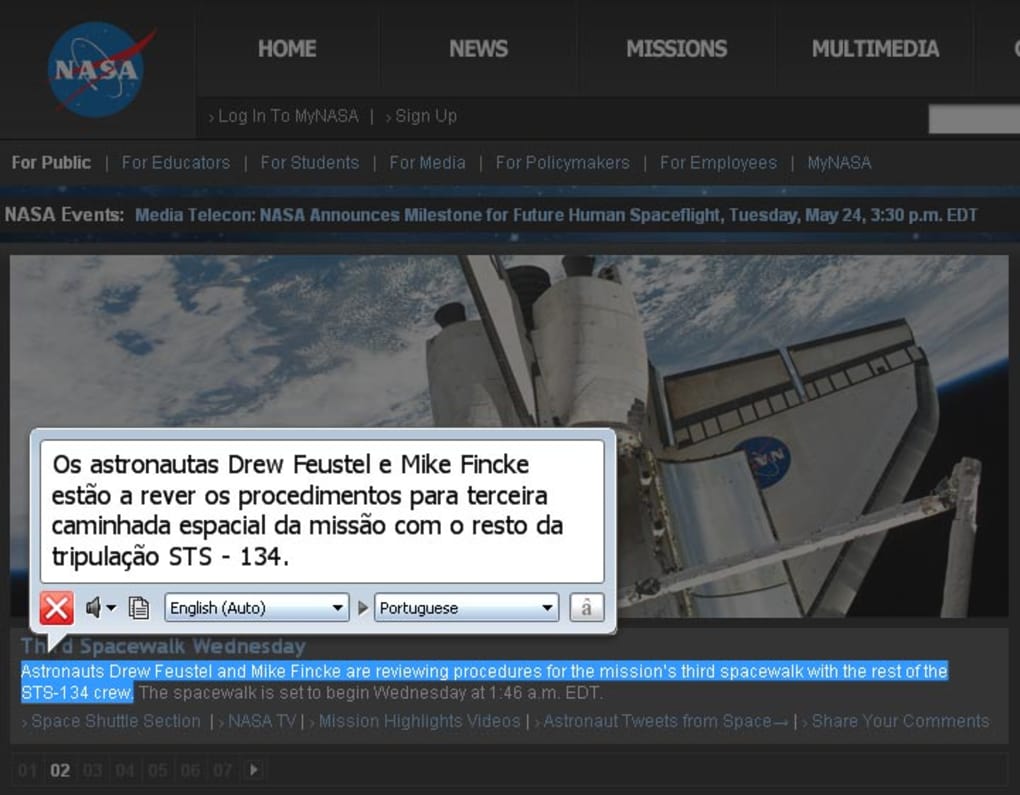 NASA
HOME
NEWS
MISSIONS
MULTIMEDIA
› Log In To MyNASA | › Sign Up
For Public | For Educators | For Students | For Media | For Policymakers | For Employees | MyNASA
NASA Events: Media Telecon: NASA Announces Milestone for Future Human Spaceflight, Tuesday, May 24, 3:30 p.m. EDT
NASA
Os astronautas Drew Feustel e Mike Fincke
estão a rever os procedimentos para terceira
caminhada espacial da missão com o resto da
tripulação STS - 134.
English (Auto)
Portuguese
â
Third Spacewalk Wednesday
Astronauts Drew Feustel and Mike Fincke are reviewing procedures for the mission's third spacewalk with the rest of the
STS-134 crew. The spacewalk is set to begin Wednesday at 1:46 a.m. EDT.
› Space Shuttle Section | › NASA TV | › Mission Highlights Videos | › Astronaut Tweets from Space→ | › Share Your Comments
01 02 03 04 05 06 07